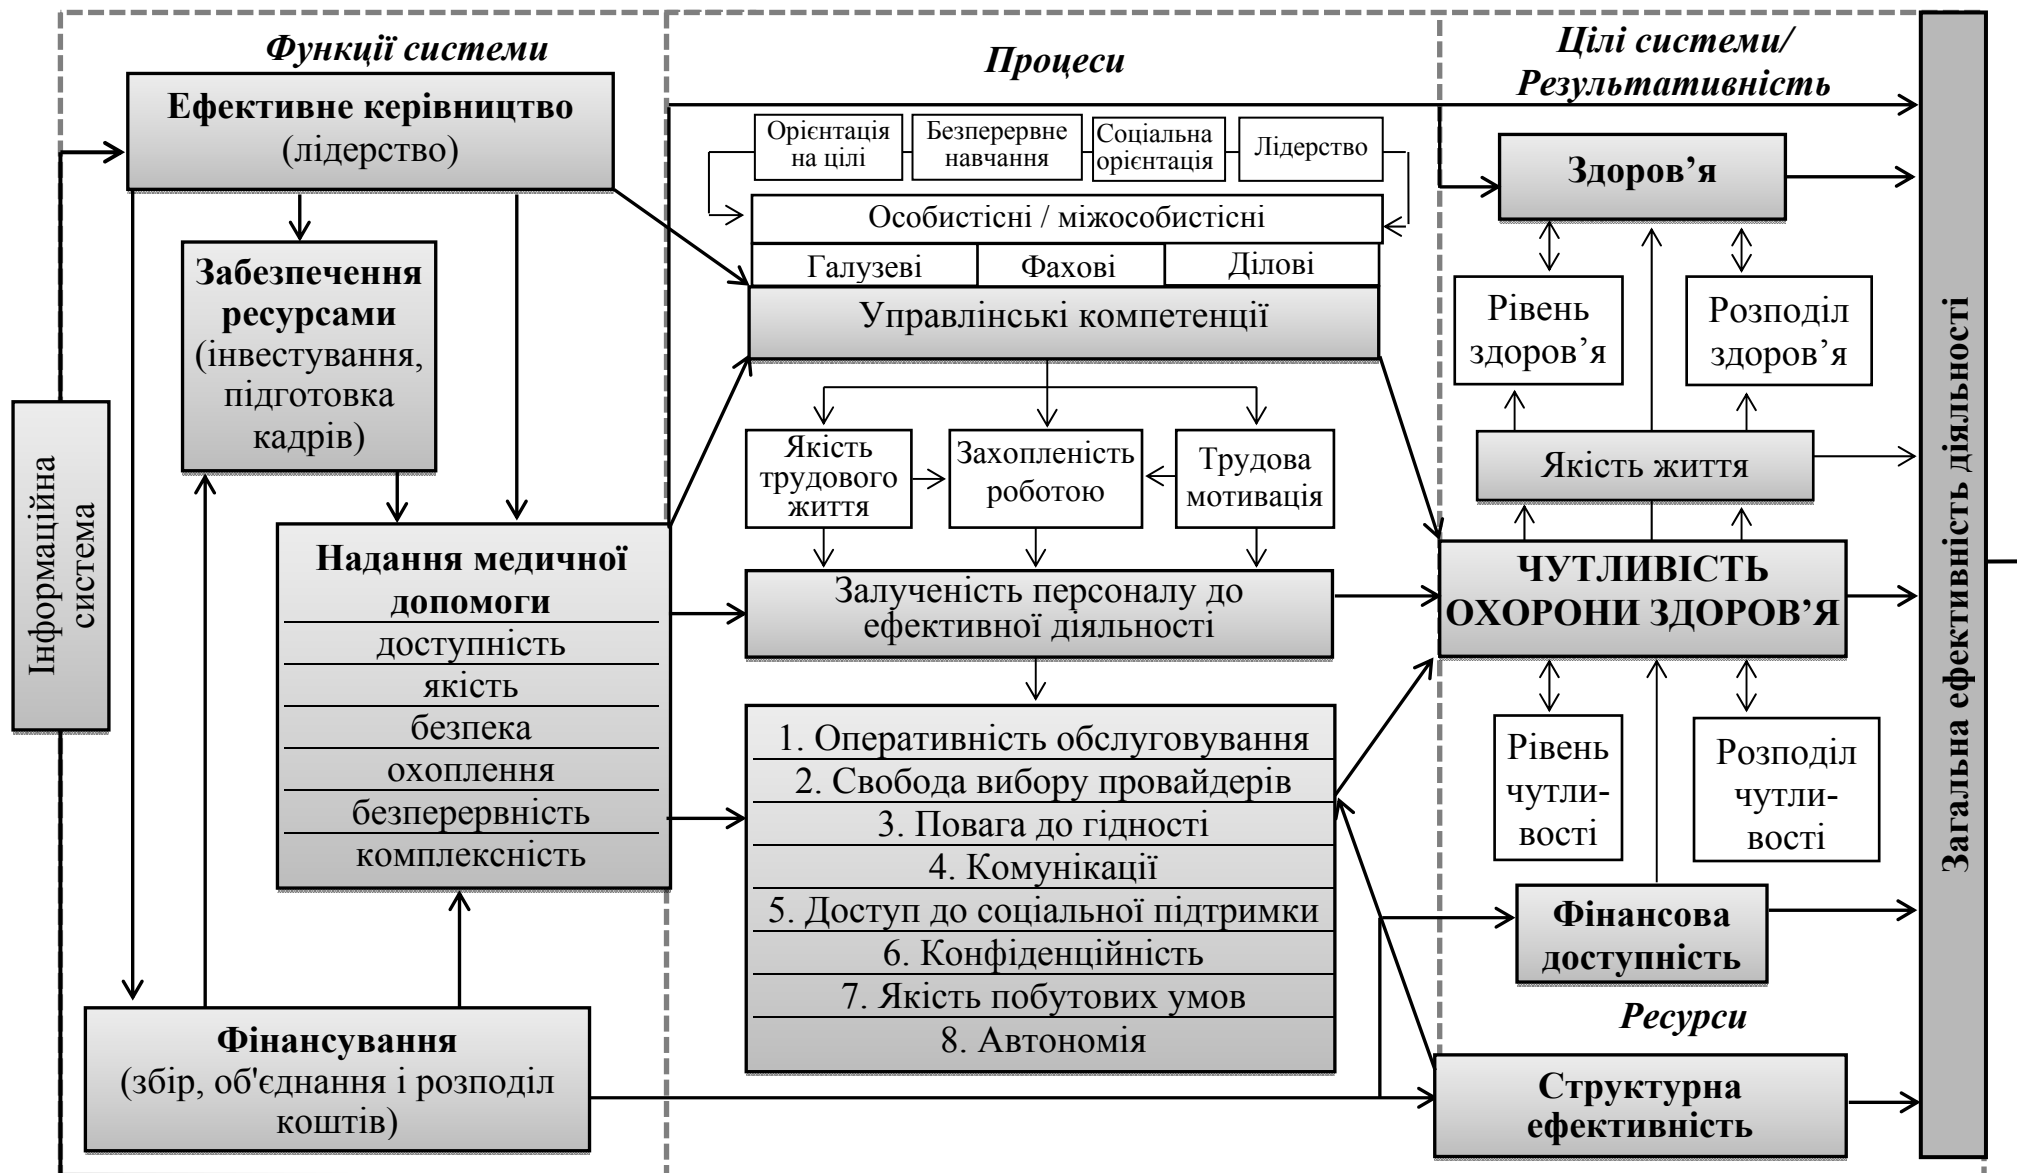 Функції системи
Ефективне керівництво
(лідерство)
Забезпечення
ресурсами
(інвестування,
підготовка
кадрів)
Інформаційна
система
Надання медичної
допомоги
доступність
якість
безпека
охоплення
безперервність
комплексність
Фінансування
(збір, об'єднання і розподіл
коштів)
Процеси
Орієнтація
на цілі
Безперервне
навчання
Соціальна
орієнтація
Лідерство
Особистісні / міжособистісні
Галузеві
Фахові
Ділові
Управлінські компетенції
Якість
трудового
життя
Захопленість
роботою
Трудова
мотивація
Залученість персоналу до
ефективної діяльності
1. Оперативність обслуговування
2. Свобода вибору провайдерів
3. Повага до гідності
4. Комунікації
5. Доступ до соціальної підтримки
6. Конфіденційність
7. Якість побутових умов
8. Автономія
Цілі системи/
Результативність
Здоров’я
Рівень
здоров’я
Розподіл
здоров’я
Якість життя
ЧУТЛИВІСТЬ
ОХОРОНИ ЗДОРОВ’Я
Рівень
чутли-
вості
Розподіл
чутли-
вості
Фінансова
доступність
Ресурси
Структурна
ефективність
Загальна ефективність діяльності